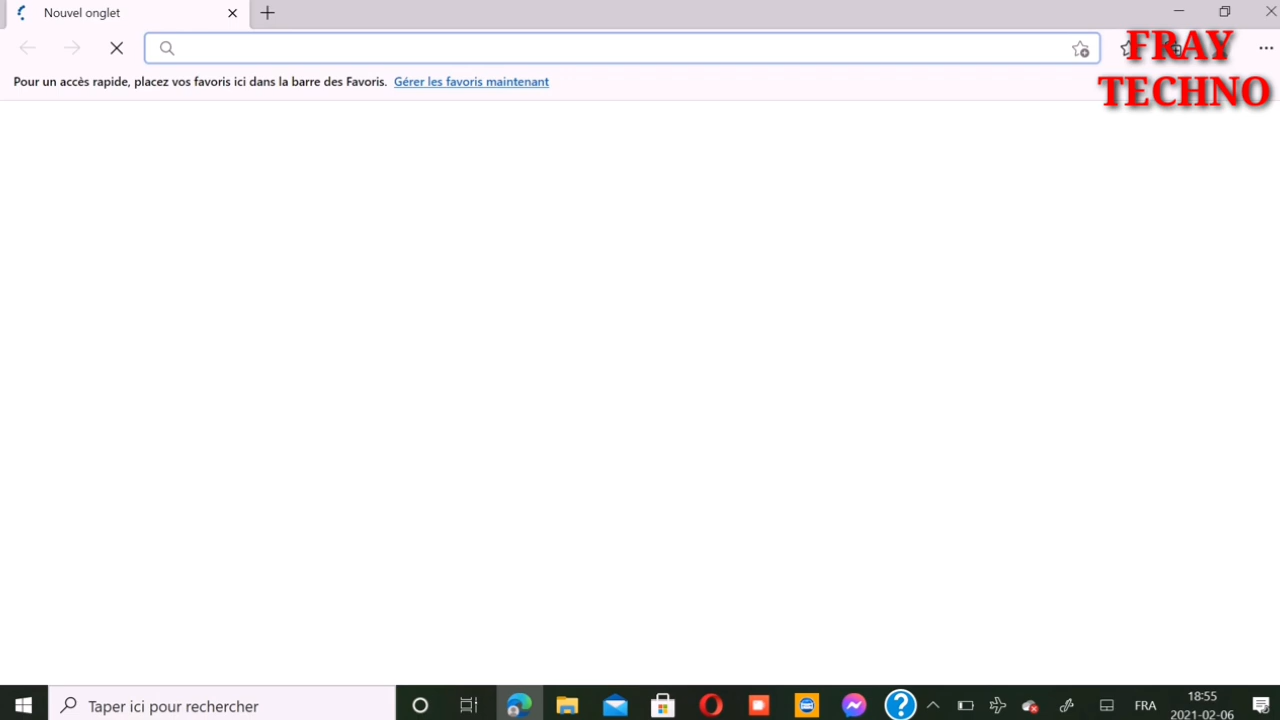 Nouvel onglet
FRAY
TECHNO
Pour un accès rapide, placez vos favoris ici dans la barre des Favoris. Gérer les favoris maintenant
Taper ici pour rechercher
FRA
18:55
2021-02-06